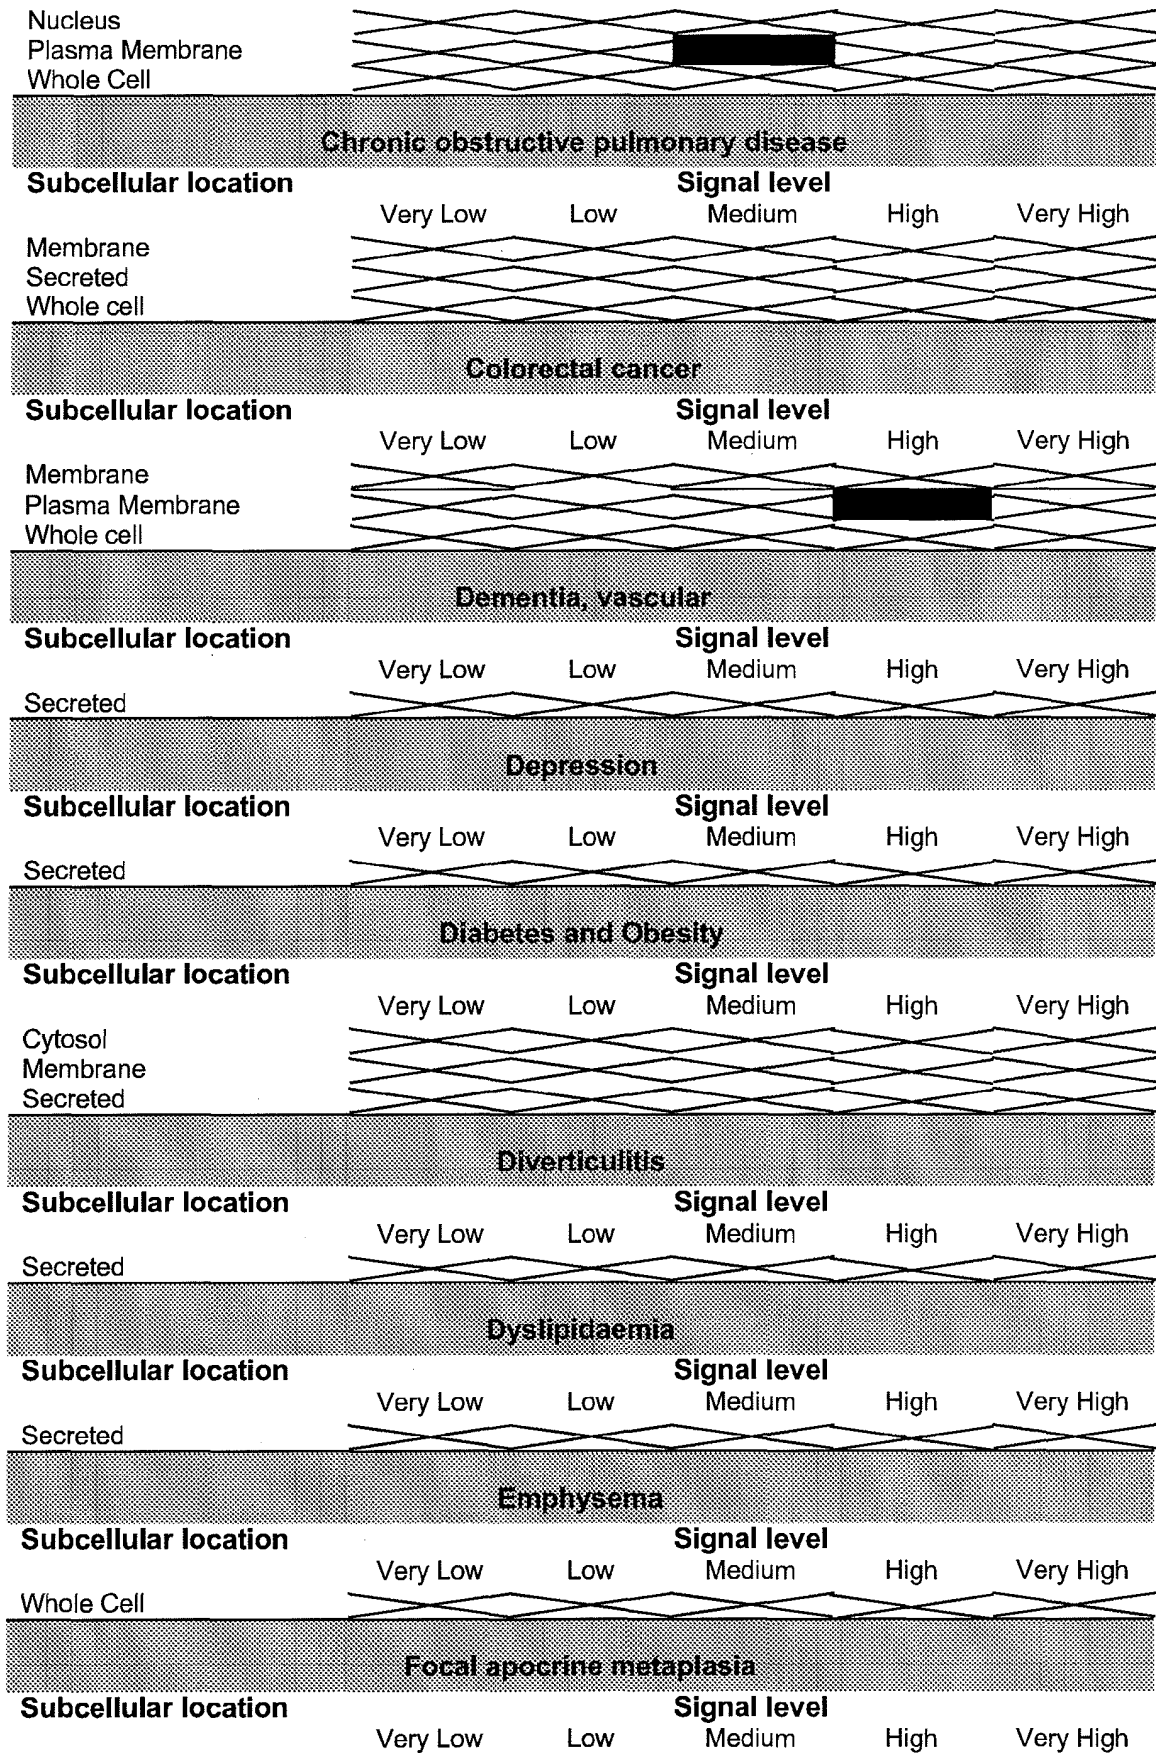 Nucleus
Plasma Membrane
Whole Cell
Chronic obstructive pulmonary disease
Subcellular location Signal level
Very Low Low Medium High Very High
Membrane
Secreted
Whole cell
Colorectal cancer
Subcellular location Signal level
Very Low Low Medium High Very High
Membrane
Plasma Membrane
Whole cell
Dementia, vascular
Subcellular location Signal level
Very Low Low Medium High Very High
Secreted
Depression
Subcellular location Signal level
Very Low Low Medium High Very High
Secreted
Diabetes and Obesity
Subcellular location Signal level
Very Low Low Medium High Very High
Cytosol
Membrane
Secreted
Diverticulitis
Subcellular location Signal level
Very Low Low Medium High Very High
Secreted
Dyslipidaemia
Subcellular location Signal level
Very Low Low Medium High Very High
Secreted
Emphysema
Subcellular location Signal level
Very Low Low Medium High Very High
Whole Cell
Focal apocrine metaplasia
Subcellular location Signal level
Very Low Low Medium High Very High